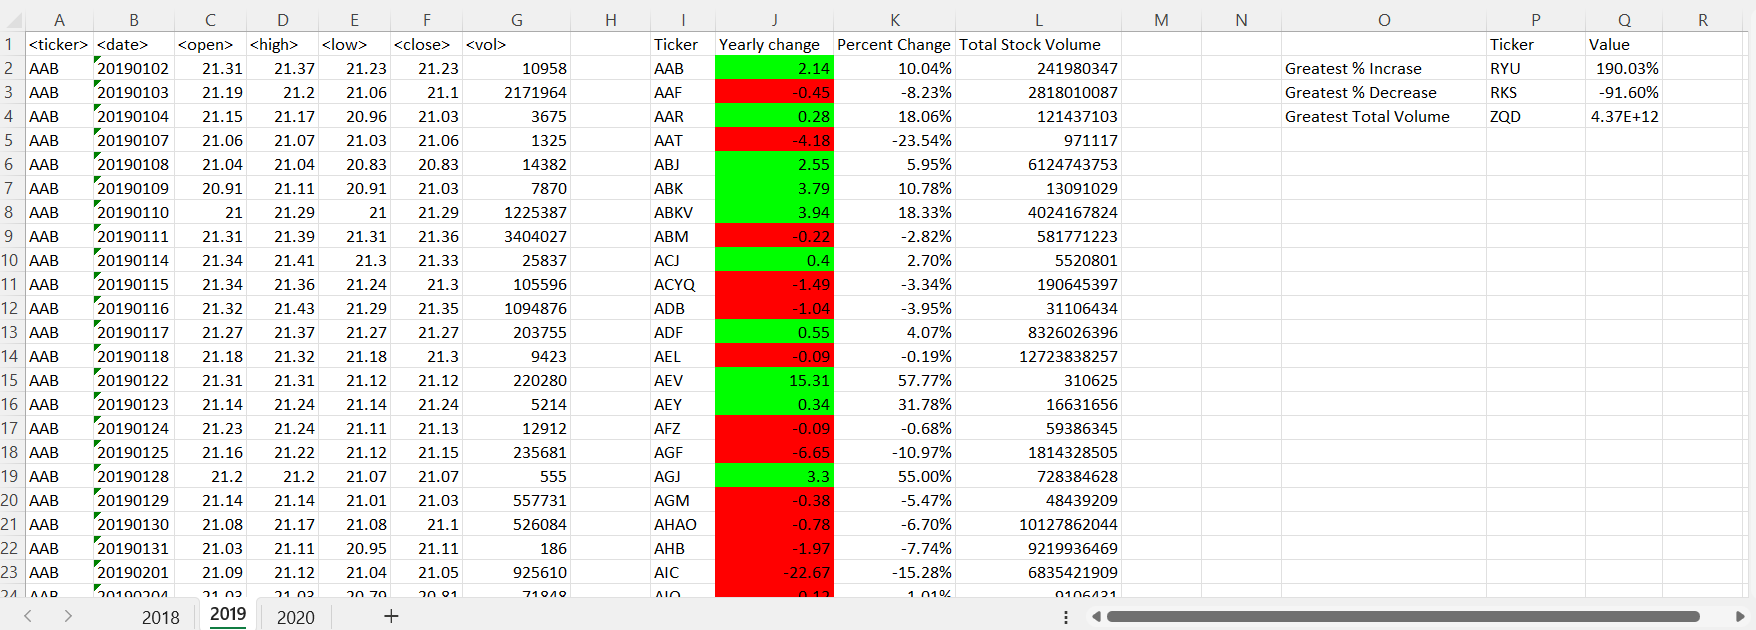 A B C D E F G H I J K L M N O P Q R
1 <ticker> <date> <open> <high> <low> <close> <vol> Ticker Yearly change Percent Change Total Stock Volume Ticker Value
2 AAB 20190102 21.31 21.37 21.23 21.23 10958 AAB 2.14 10.04% 241980347 Greatest % Incrase RYU 190.03%
3 AAB 20190103 21.19 21.2 21.06 21.1 2171964 AAF -0.45 -8.23% 2818010087 Greatest % Decrease RKS -91.60%
4 AAB 20190104 21.15 21.17 20.96 21.03 3675 AAR 0.28 18.06% 121437103 Greatest Total Volume ZQD 4.37E+12
5 AAB 20190107 21.06 21.07 21.03 21.06 1325 AAT -4.18 -23.54% 971117
6 AAB 20190108 21.04 21.04 20.83 20.83 14382 ABJ 2.55 5.95% 6124743753
7 AAB 20190109 20.91 21.11 20.91 21.03 7870 ABK 3.79 10.78% 13091029
8 AAB 20190110 21 21.29 21 21.29 1225387 ABKV 3.94 18.33% 4024167824
9 AAB 20190111 21.31 21.39 21.31 21.36 3404027 ABM -0.22 -2.82% 581771223
10 AAB 20190114 21.34 21.41 21.3 21.33 25837 ACJ 0.4 2.70% 5520801
11 AAB 20190115 21.34 21.36 21.24 21.3 105596 ACYQ -1.49 -3.34% 190645397
12 AAB 20190116 21.32 21.43 21.29 21.35 1094876 ADB -1.04 -3.95% 31106434
13 AAB 20190117 21.27 21.37 21.27 21.27 203755 ADF 0.55 4.07% 8326026396
14 AAB 20190118 21.18 21.32 21.18 21.3 9423 AEL -0.09 -0.19% 12723838257
15 AAB 20190122 21.31 21.31 21.12 21.12 220280 AEV 15.31 57.77% 310625
16 AAB 20190123 21.14 21.24 21.14 21.24 5214 AEY 0.34 31.78% 16631656
17 AAB 20190124 21.23 21.24 21.11 21.13 12912 AFZ -0.09 -0.68% 59386345
18 AAB 20190125 21.16 21.22 21.12 21.15 235681 AGF -6.65 -10.97% 1814328505
19 AAB 20190128 21.2 21.2 21.07 21.07 555 AGJ 3.3 55.00% 728384628
20 AAB 20190129 21.14 21.14 21.01 21.03 557731 AGM -0.38 -5.47% 48439209
21 AAB 20190130 21.08 21.17 21.08 21.1 526084 AHAO -0.78 -6.70% 10127862044
22 AAB 20190131 21.03 21.11 20.95 21.11 186 AHB -1.97 -7.74% 9219936469
23 AAB 20190201 21.09 21.12 21.04 21.05 925610 AIC -22.67 -15.28% 6835421909
24 AAB 20190204 21.03 21.03 20.79 20.81 71848
2018 2019 2020